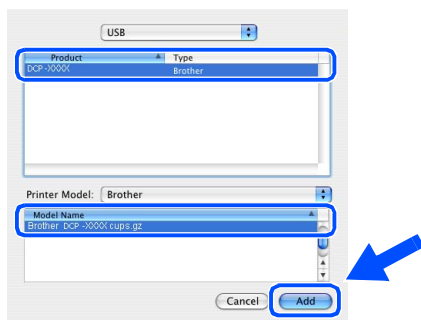 USB
Product Type
DCP-XXXX Brother
Printer Model: Brother
Model Name
Brother DCP-XXXX cups.gz
Cancel Add